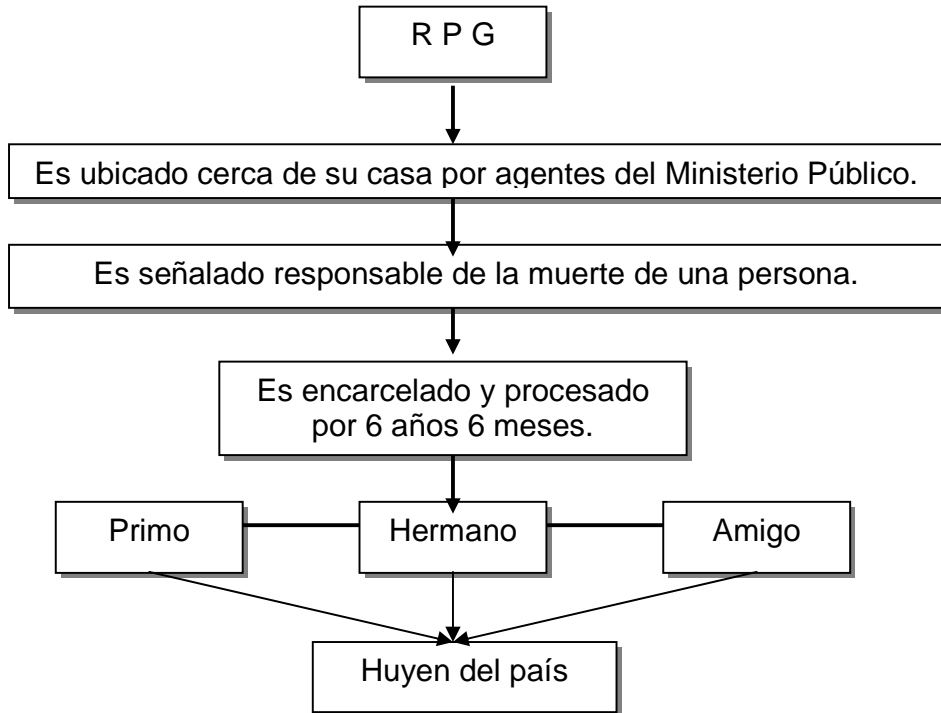 R P G
Es ubicado cerca de su casa por agentes del Ministerio Público.
Es señalado responsable de la muerte de una persona.
Es encarcelado y procesado
por 6 años 6 meses.
Primo
Hermano
Amigo
Huyen del país